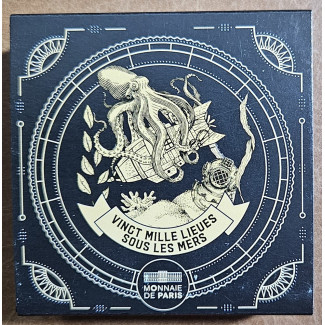 VINGT MILLE LIEUES
SOUS LES MERS
MONNAIE
DE PARIS